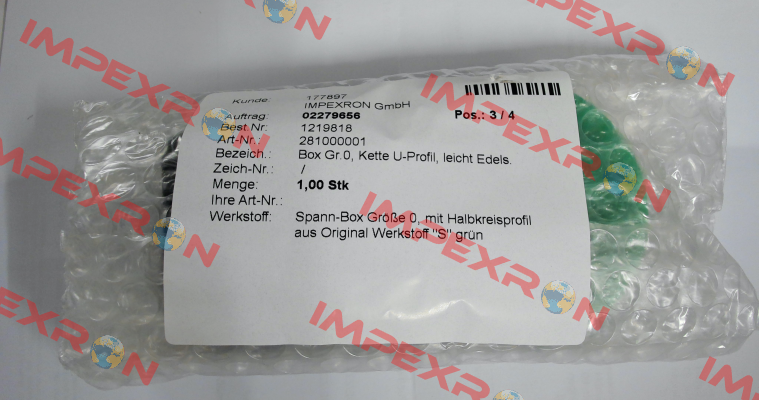 Kunde: 177897
IMPEXRON GmbH
Auftrag: 02279656 Pos.: 3 / 4
Best Nr: 1219818
Art-Nr.: 281000001
Bezeich.: Box Gr.0, Kette U-Profil, leicht Edels.
Zeich-Nr.: /
Menge: 1,00 Stk
Ihre Art-Nr.:
Werkstoff: Spann-Box Größe 0, mit Halbkreisprofil
aus Original Werkstoff "S" grün
IMPEXRON
IMPEXRON
IMPEXRON
IMPEXRON
IMPEXRON